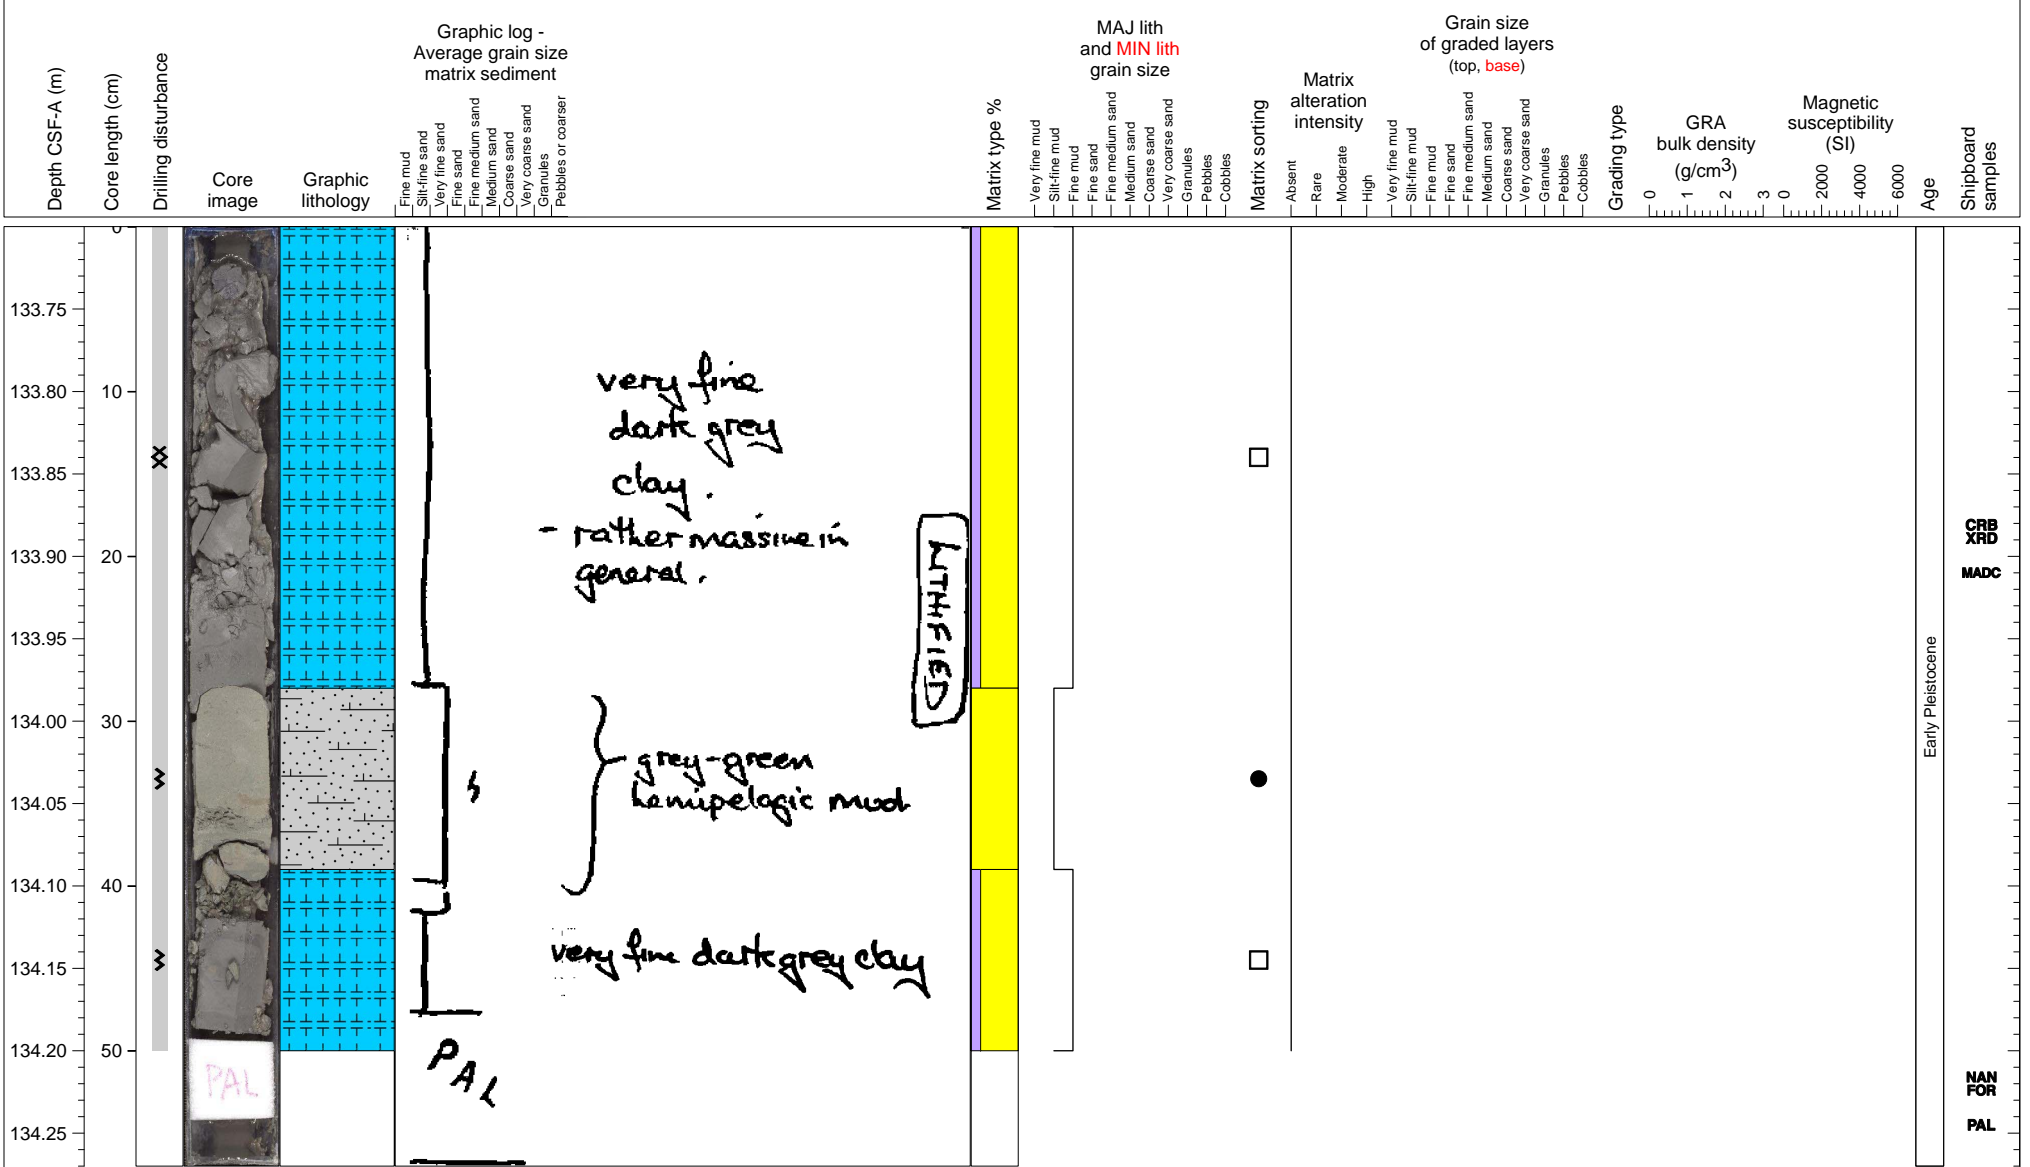 Depth CSF-A (m)
Core length (cm)
Drilling disturbance
Core
image
Graphic
lithology
Graphic log -
Average grain size
matrix sediment
Fine mud
Silt-fine sand
Very fine sand
Fine sand
Fine medium sand
Medium sand
Coarse sand
Very coarse sand
Granules
Pebbles or coarser
Matrix type %
MAJ lith
and MIN lith
grain size
Very fine mud
Silt-fine mud
Fine mud
Fine sand
Fine medium sand
Medium sand
Coarse sand
Very coarse sand
Granules
Pebbles
Cobbles
Matrix sorting
Matrix
alteration
intensity
Absent
Rare
Moderate
High
Grain size
of graded layers
(top, base)
Very fine mud
Silt-fine mud
Fine mud
Fine sand
Fine medium sand
Medium sand
Coarse sand
Very coarse sand
Granules
Pebbles
Cobbles
Grading type
GRA
bulk density
(g/cm3)
0 1 2 3
Magnetic
susceptibility
(SI)
0 2000 4000 6000
Age
Shipboard
samples
0
133.75
133.80 10
133.85
133.90 20
133.95
134.00 30
134.05
134.10 40
134.15
134.20 50
134.25
very fine
dark grey
clay.
- rather massive in
general.
LITHIFIED
grey-green
hemipelagic mud
very fine dark grey clay
PAL
PAL
Early Pleistocene
CRB
XRD
MADC
NAN
FOR
PAL